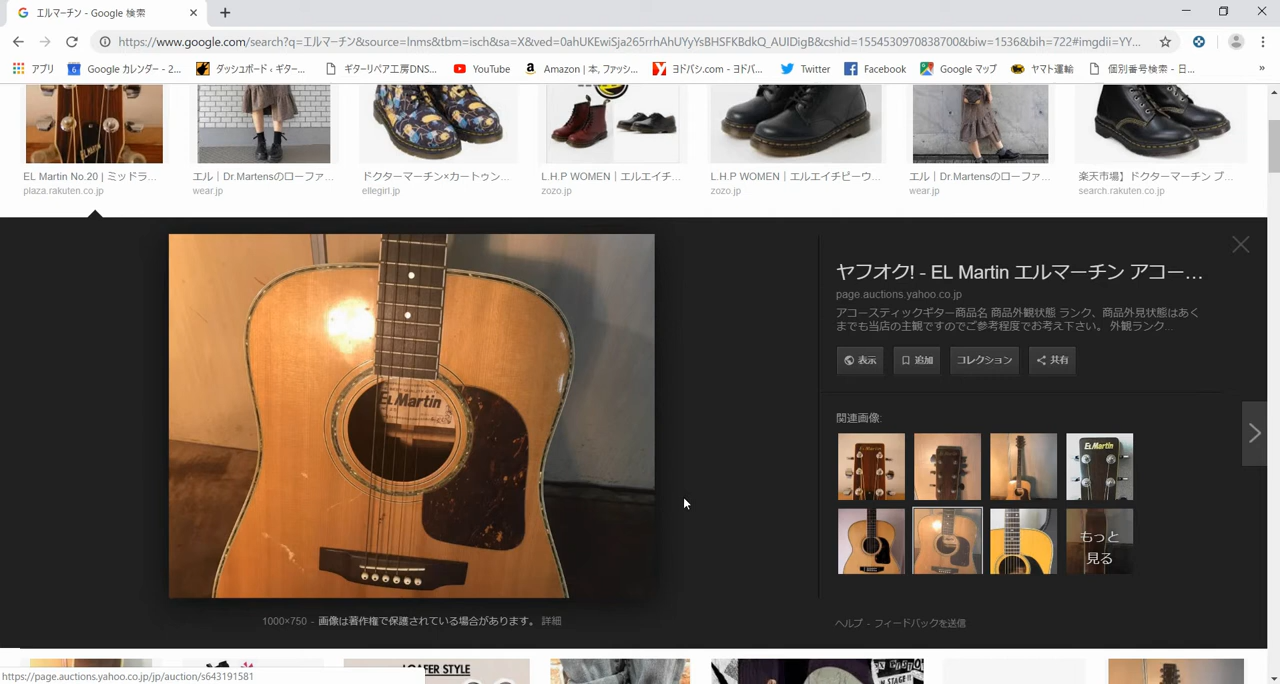 エルマーチン - Google 検索
https://www.google.com/search?q=エルマーチン&source=lnms&tbm=isch&sa=X&ved=0ahUKEwiSja265rrhAhUYyYsBHSFKBdkQ_AUIDigB&cshid=1554530970838700&biw=1536&bih=722#imgdii=YY...
アプリ Google カレンダー - 2... ダッシュボード ‹ ギター... ギターリペア工房DNS... YouTube Amazon | 本, ファッシ... ヨドバシ.com - ヨドバ... Twitter Facebook Google マップ ヤマト運輸 個別番号検索 - 日... »
EL Martin No.20 | ミッドラ... エル｜Dr.Martensのローファ... ドクターマーチン×カートゥン... L.H.P WOMEN｜エルエイチ... L.H.P WOMEN｜エルエイチピーウ... エル｜Dr.Martensのローファ... 楽天市場】ドクターマーチン ブ...
plaza.rakuten.co.jp wear.jp ellegirl.jp zozo.jp zozo.jp wear.jp search.rakuten.co.jp
EL Martin
ヤフオク! - EL Martin エルマーチン アコー...
page.auctions.yahoo.co.jp
アコースティックギター商品名 商品外観状態 ランク、商品外見状態はあく
までも当店の主観ですのでご参考程度でお考え下さい。 外観ランク...
表示 追加 コレクション 共有
関連画像:
EL Martin
もっと
見る
1000×750 - 画像は著作権で保護されている場合があります。 詳細
ヘルプ - フィードバックを送信
LOAFER STYLE
https://page.auctions.yahoo.co.jp/jp/auction/s643191581